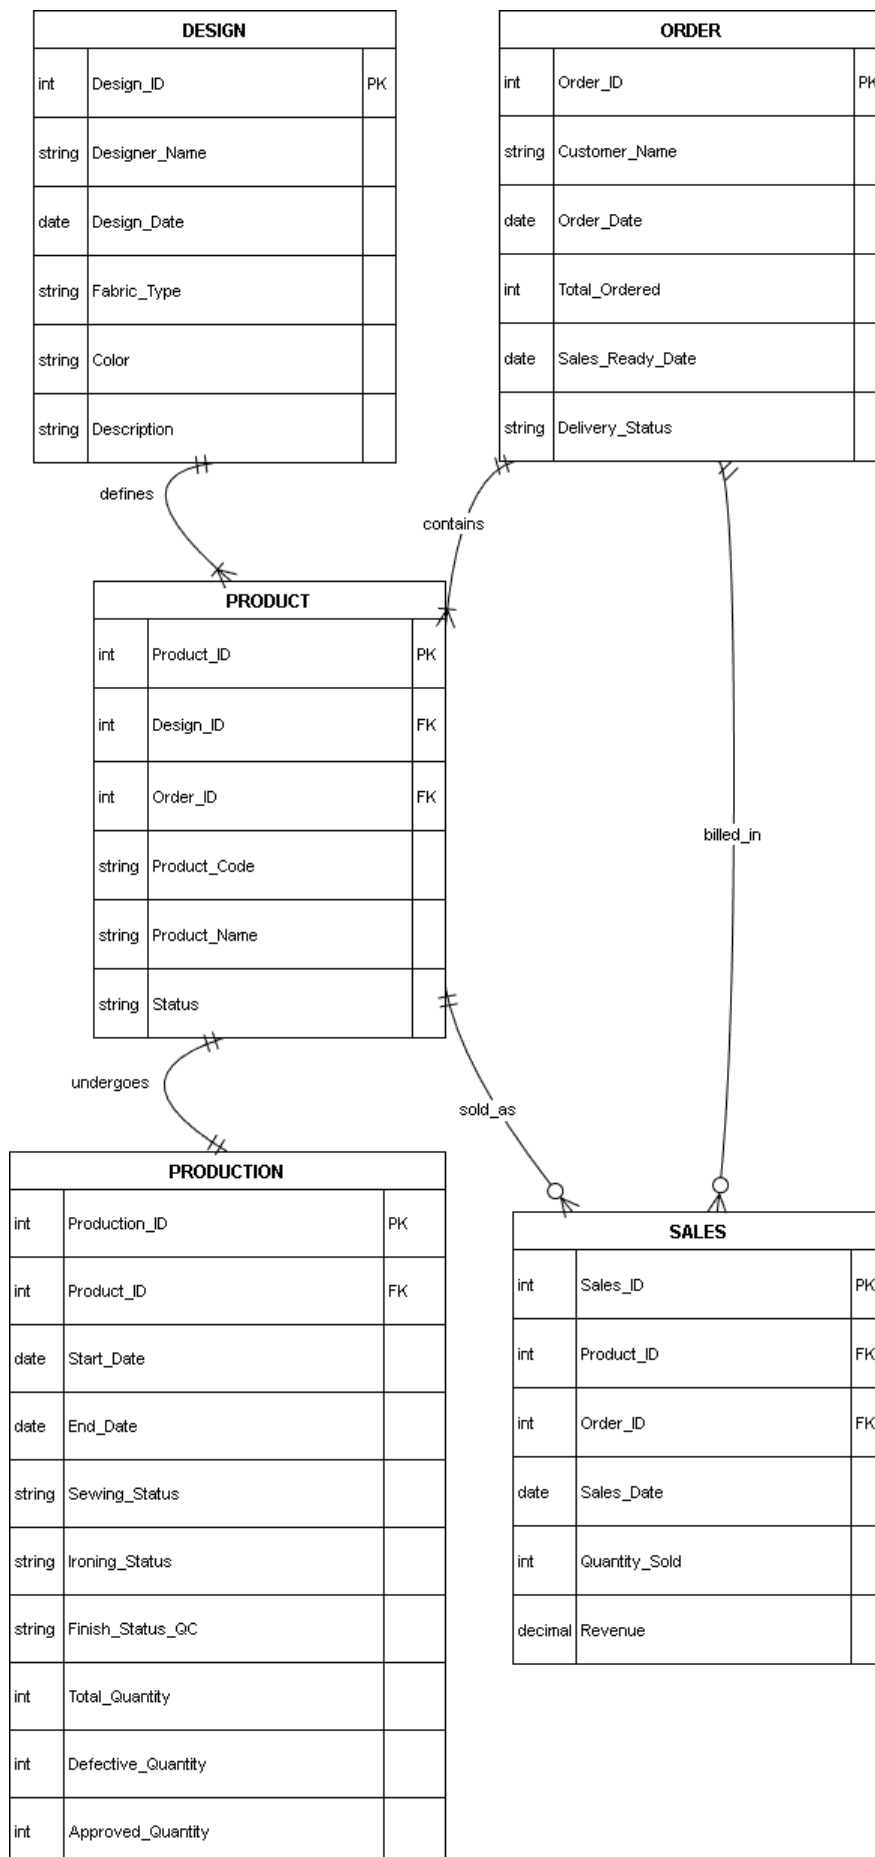 DESIGN
int Design_ID PK
string Designer_Name
date Design_Date
string Fabric_Type
string Color
string Description
ORDER
int Order_ID PK
string Customer_Name
date Order_Date
int Total_Ordered
date Sales_Ready_Date
string Delivery_Status
defines
contains
PRODUCT
int Product_ID PK
int Design_ID FK
int Order_ID FK
string Product_Code
string Product_Name
string Status
billed_in
undergoes
sold_as
PRODUCTION
int Production_ID PK
int Product_ID FK
date Start_Date
date End_Date
string Sewing_Status
string Ironing_Status
string Finish_Status_QC
int Total_Quantity
int Defective_Quantity
int Approved_Quantity
SALES
int Sales_ID PK
int Product_ID FK
int Order_ID FK
date Sales_Date
int Quantity_Sold
decimal Revenue